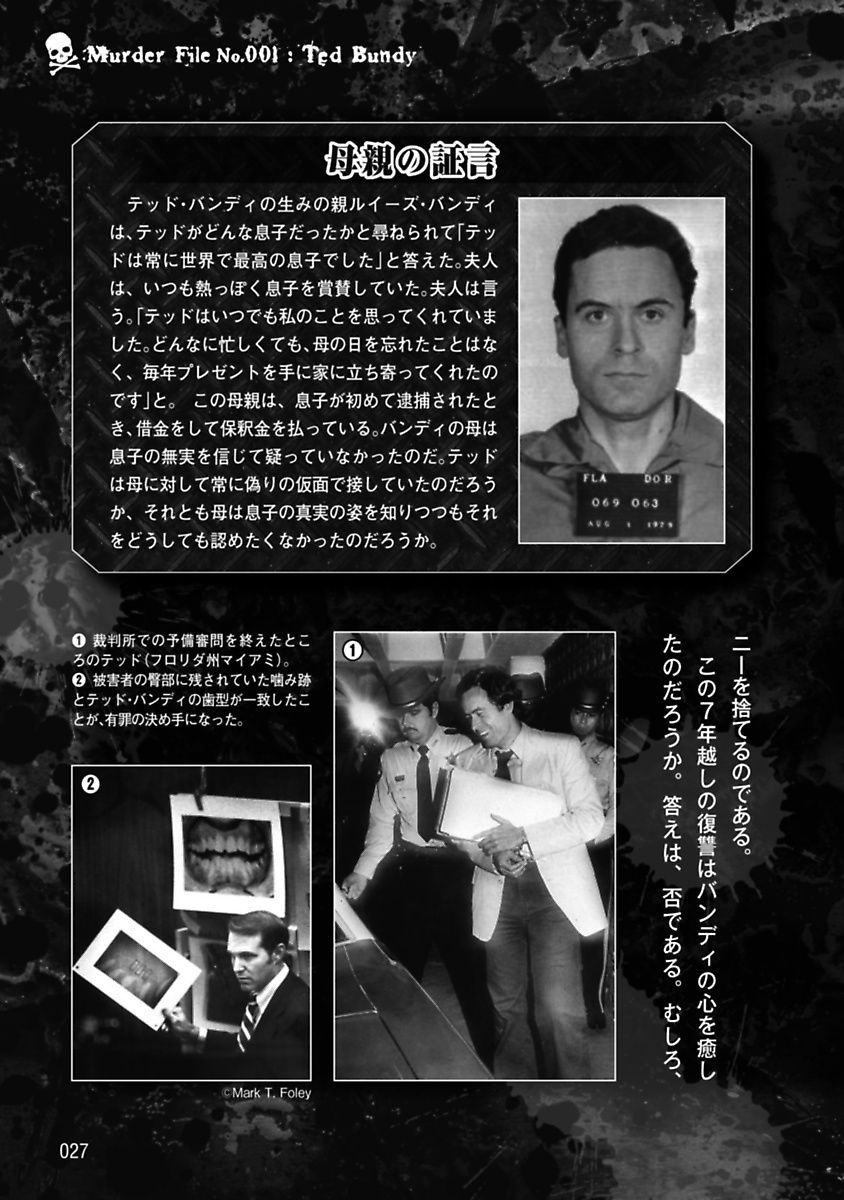 Murder File No.001 : Ted Bundy
母親の証言
テッド・バンディの生みの親ルイーズ・バンディ
は、テッドがどんな息子だったかと尋ねられて「テッ
ドは常に世界で最高の息子でした」と答えた。夫人
は、いつも熱っぽく息子を賞賛していた。夫人は言
う。「テッドはいつでも私のことを思ってくれていま
した。どんなに忙しくても、母の日を忘れたことはな
く、毎年プレゼントを手に家に立ち寄ってくれたの
です」と。 この母親は、息子が初めて逮捕されたと
き、借金をして保釈金を払っている。バンディの母は
息子の無実を信じて疑っていなかったのだ。テッド
は母に対して常に偽りの仮面で接していたのだろう
か、それとも母は息子の真実の姿を知りつつもそれ
をどうしても認めたくなかったのだろうか。
FLA DOR
069 063
AUG 1 1979
ニーを捨てるのである。
この7年越しの復讐はバンディの心を癒し
たのだろうか。答えは、否である。むしろ、
❶ 裁判所での予備審問を終えたとこ
ろのテッド(フロリダ州マイアミ)。
❷ 被害者の臀部に残されていた噛み跡
とテッド・バンディの歯型が一致したこ
とが、有罪の決め手になった。
❶
❷
©Mark T. Foley
027